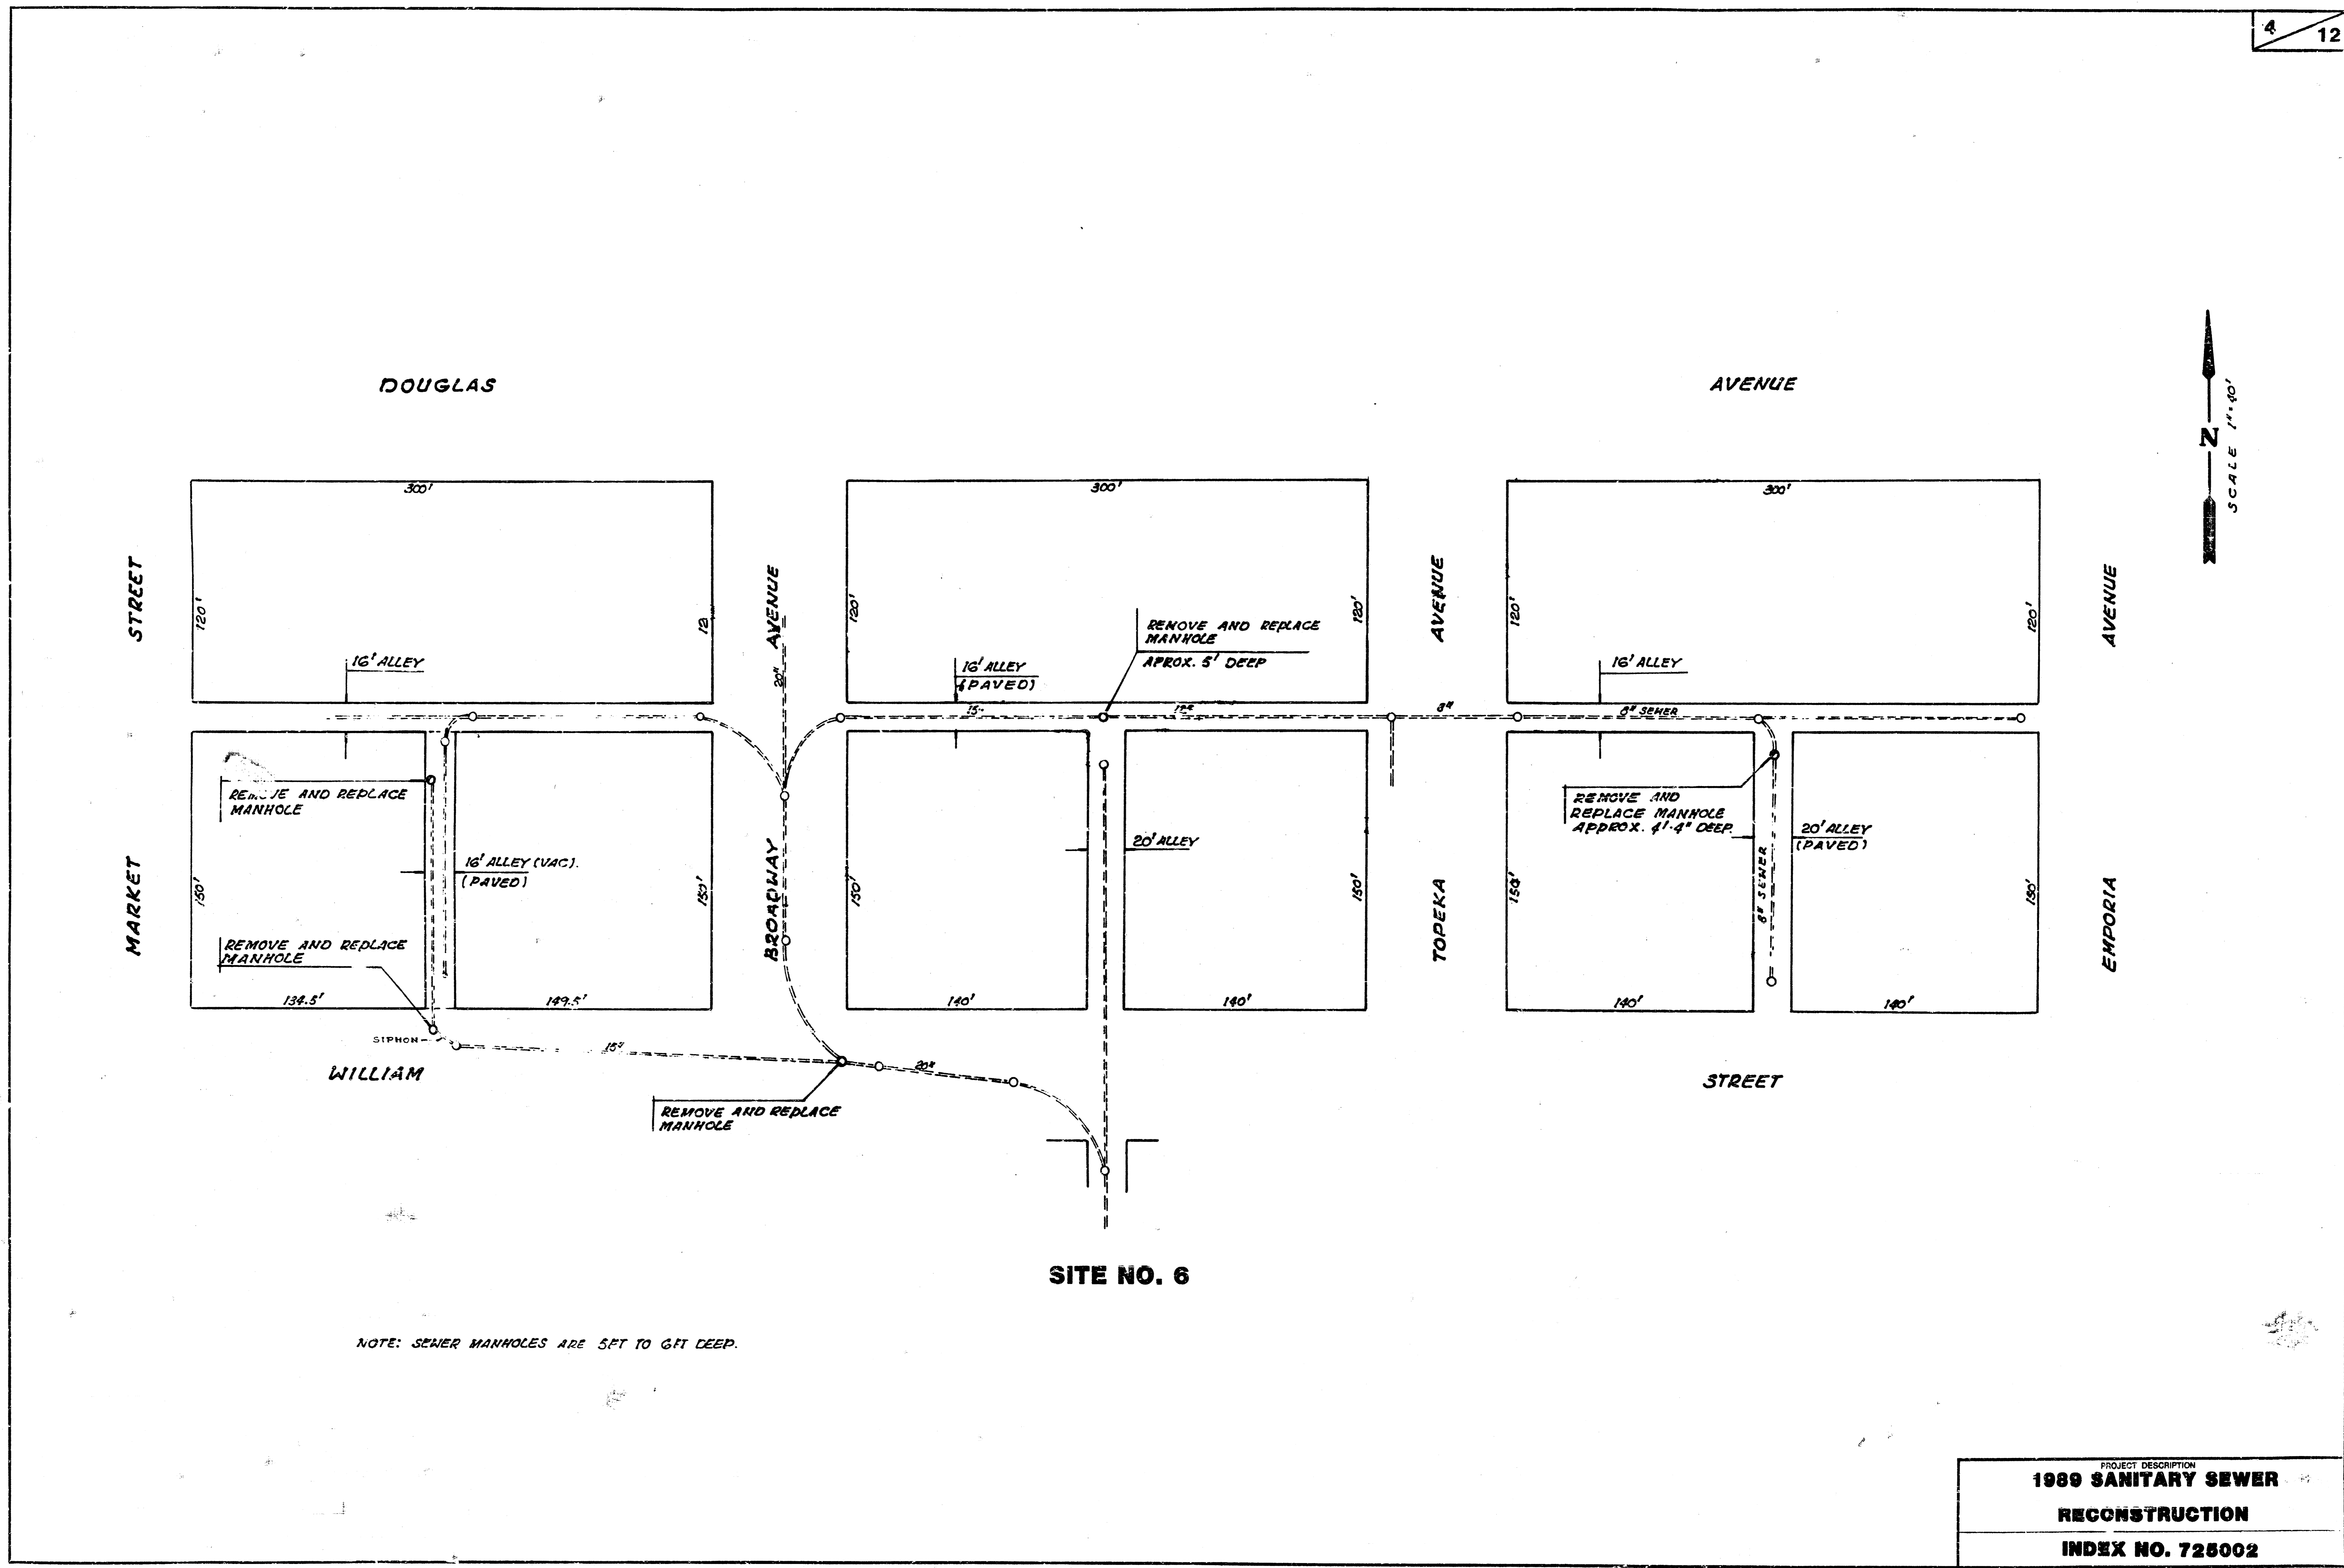 4
12
DOUGLAS
AVENUE
N
SCALE 1"=40'
300'
300'
300'
STREET
AVENUE
AVENUE
AVENUE
120'
12
120'
120'
120'
120'
REMOVE AND REPLACE
MANHOLE
APROX. 5' DEEP
16' ALLEY
16' ALLEY
(PAVED)
16' ALLEY
20"
15"
12"
8"
8" SEWER
REMOVE AND REPLACE
MANHOLE
REMOVE AND
REPLACE MANHOLE
APPROX. 4'-4" DEEP
20' ALLEY
(PAVED)
20' ALLEY
16' ALLEY (VAC).
(PAVED)
8" SEWER
MARKET
BROADWAY
TOPEKA
EMPORIA
150'
150'
150'
150'
150'
150'
REMOVE AND REPLACE
MANHOLE
134.5'
149.5'
140'
140'
140'
140'
SIPHON
15"
20"
WILLIAM
STREET
REMOVE AND REPLACE
MANHOLE
SITE NO. 6
NOTE: SEWER MANHOLES ARE 5FT TO 6FT DEEP.
PROJECT DESCRIPTION
1989 SANITARY SEWER
RECONSTRUCTION
INDEX NO. 725002